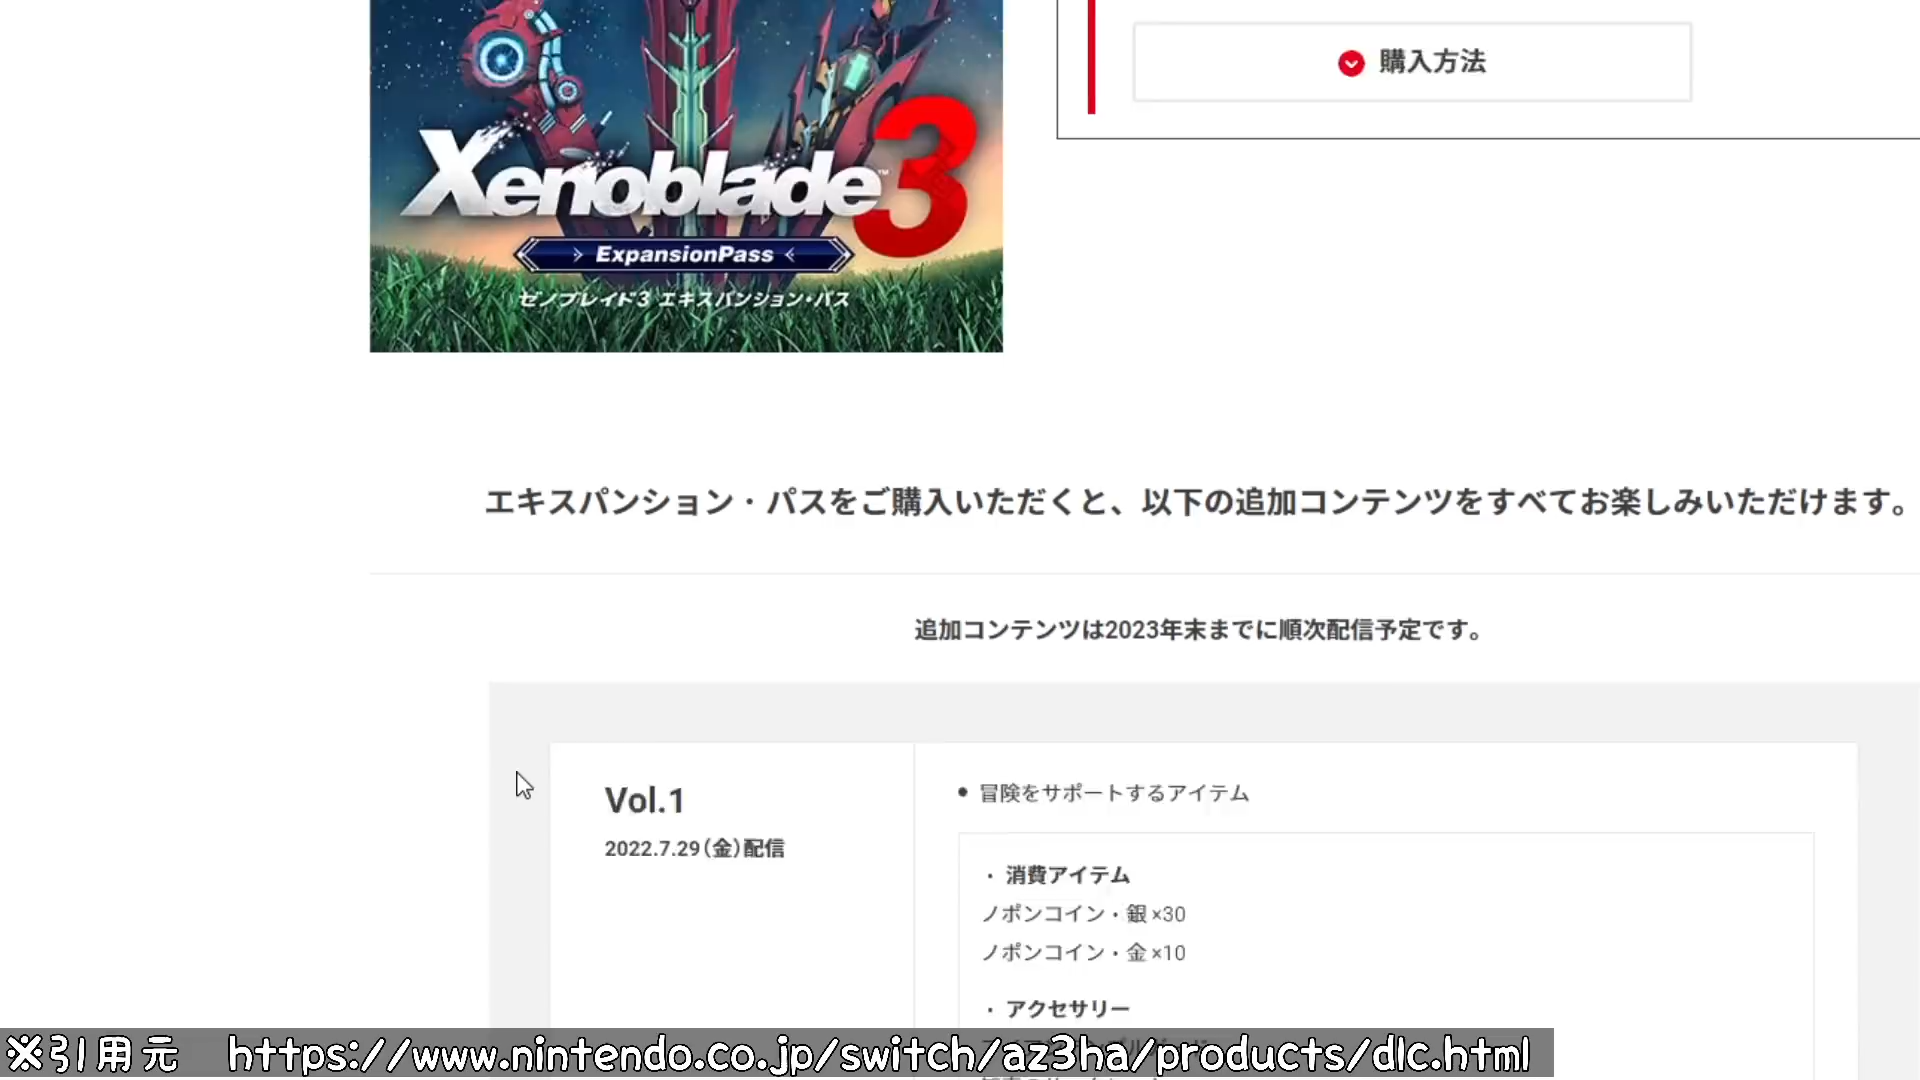 購入方法
Xenoblade3
ExpansionPass
ゼノブレイド3 エキスパンション・パス
エキスパンション・パスをご購入いただくと、以下の追加コンテンツをすべてお楽しみいただけます。
追加コンテンツは2023年末までに順次配信予定です。
Vol.1
2022.7.29(金)配信
● 冒険をサポートするアイテム
・ 消費アイテム
ノポンコイン・銀 ×30
ノポンコイン・金 ×10
・ アクセサリー
※引用元 https://www.nintendo.co.jp/switch/az3ha/products/dlc.html